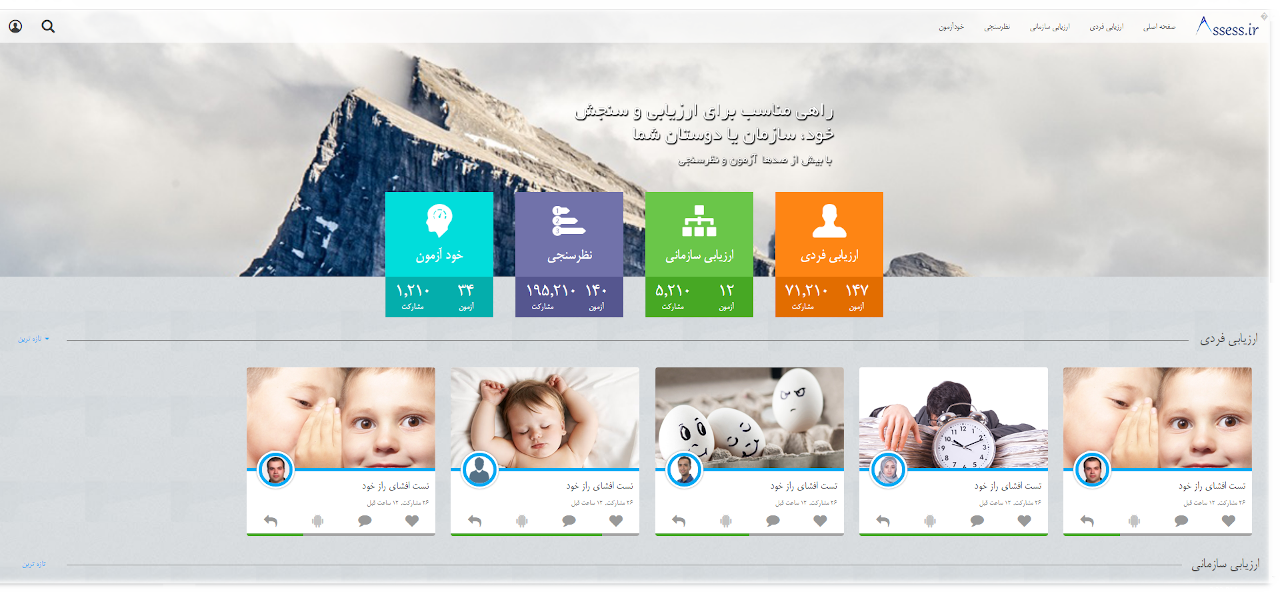 Assess.ir
صفحه اصلی
ارزیابی فردی
ارزیابی سازمانی
نظرسنجی
خودآزمون
راهی مناسب برای ارزیابی و سنجش
خود، سازمان یا دوستان شما
با بیش از صدها آزمون و نظرسنجی
ارزیابی فردی
۱۴۷ ۷۱,۲۱۰
آزمون مشارکت
ارزیابی سازمانی
۱۲ ۵,۲۱۰
آزمون مشارکت
نظرسنجی
۱۴۰ ۱۹۵,۲۱۰
آزمون مشارکت
خود آزمون
۳۴ ۱,۲۱۰
آزمون مشارکت
ارزیابی فردی
تازه ترین
تست افشای راز خود
۲۶ مشارکت، ۱۲ ساعت قبل
تست افشای راز خود
۲۶ مشارکت، ۱۲ ساعت قبل
تست افشای راز خود
۲۶ مشارکت، ۱۲ ساعت قبل
تست افشای راز خود
۲۶ مشارکت، ۱۲ ساعت قبل
تست افشای راز خود
۲۶ مشارکت، ۱۲ ساعت قبل
ارزیابی سازمانی
تازه ترین